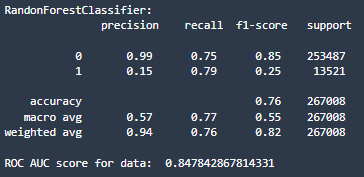 RandonForestClassifier:
precision recall f1-score support
0 0.99 0.75 0.85 253487
1 0.15 0.79 0.25 13521
accuracy 0.76 267008
macro avg 0.57 0.77 0.55 267008
weighted avg 0.94 0.76 0.82 267008
ROC AUC score for data: 0.847842867814331